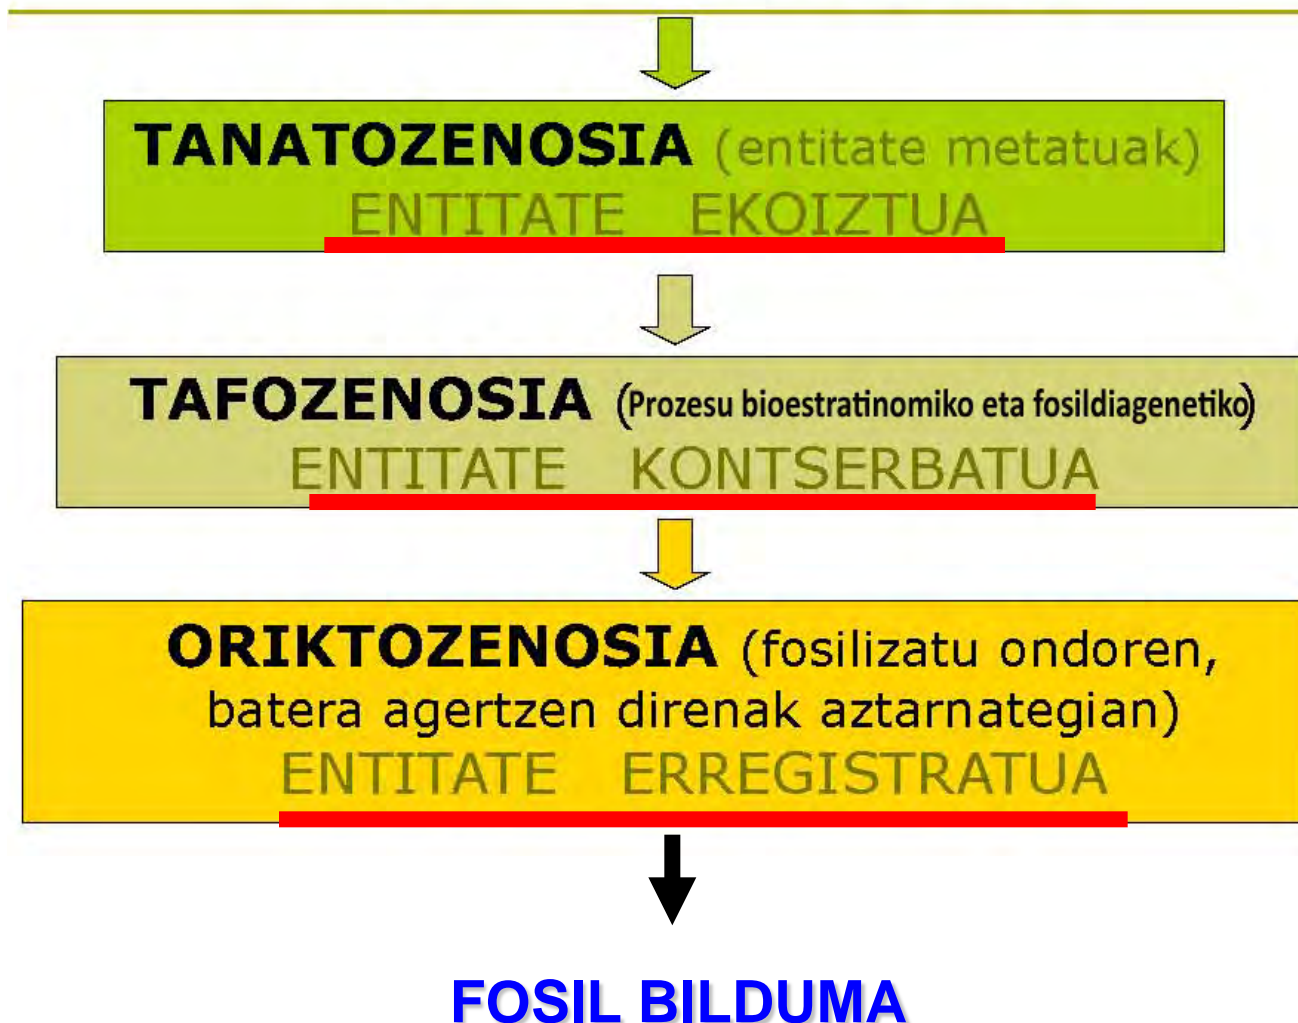 TANATOZENOSIA (entitate metatuak)
ENTITATE EKOIZTUA
TAFOZENOSIA (Prozesu bioestratinomiko eta fosildiagenetiko)
ENTITATE KONTSERBATUA
ORIKTOZENOSIA (fosilizatu ondoren,
batera agertzen direnak aztarnategian)
ENTITATE ERREGISTRATUA
FOSIL BILDUMA